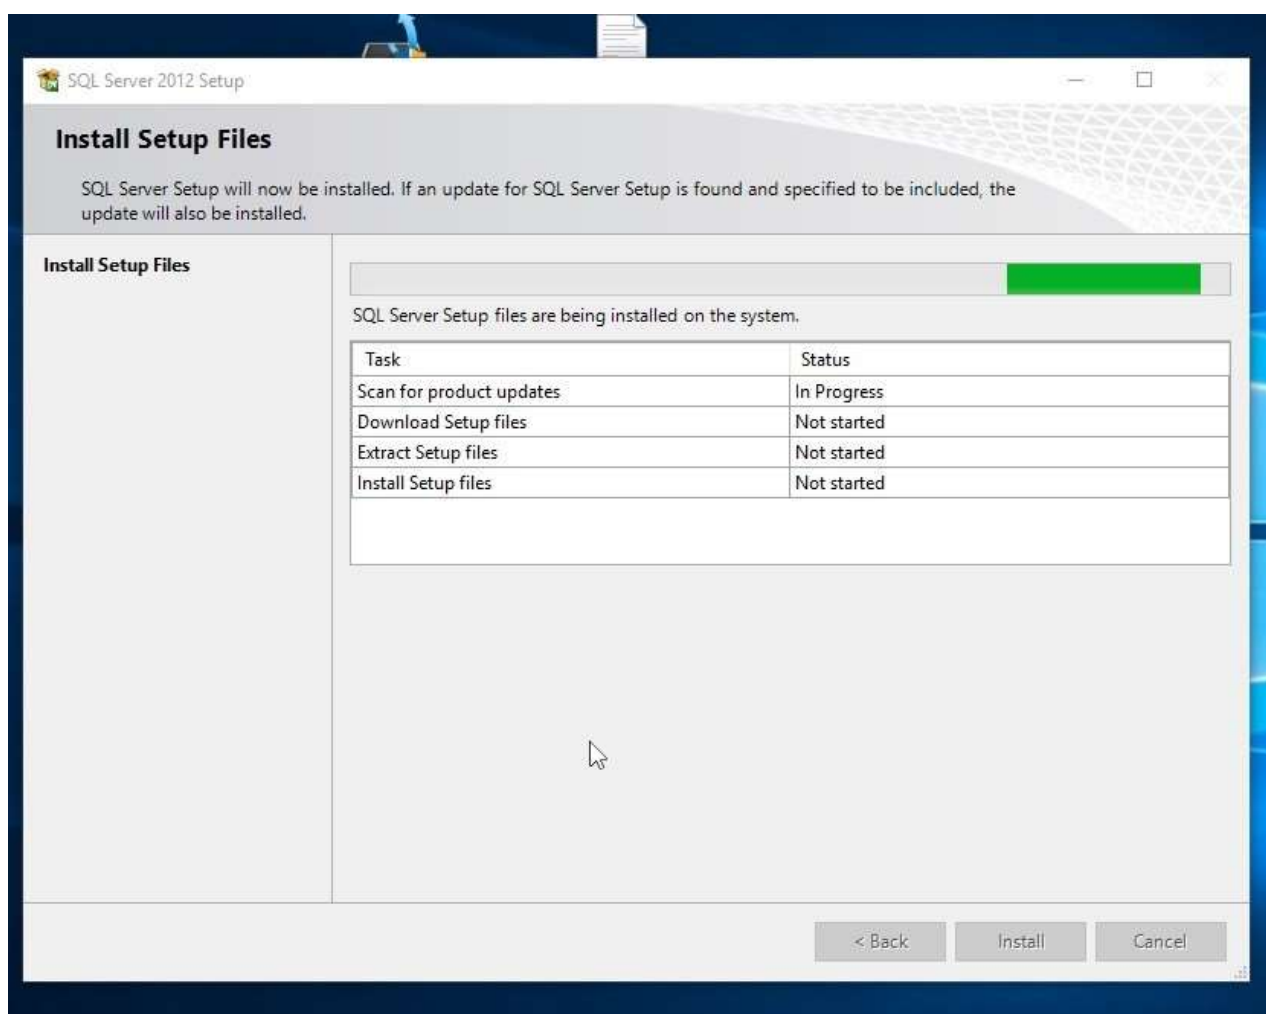 SQL Server 2012 Setup
Install Setup Files
SQL Server Setup will now be installed. If an update for SQL Server Setup is found and specified to be included, the
update will also be installed.
Install Setup Files
SQL Server Setup files are being installed on the system.
Task Status
Scan for product updates In Progress
Download Setup files Not started
Extract Setup files Not started
Install Setup files Not started
< Back Install Cancel